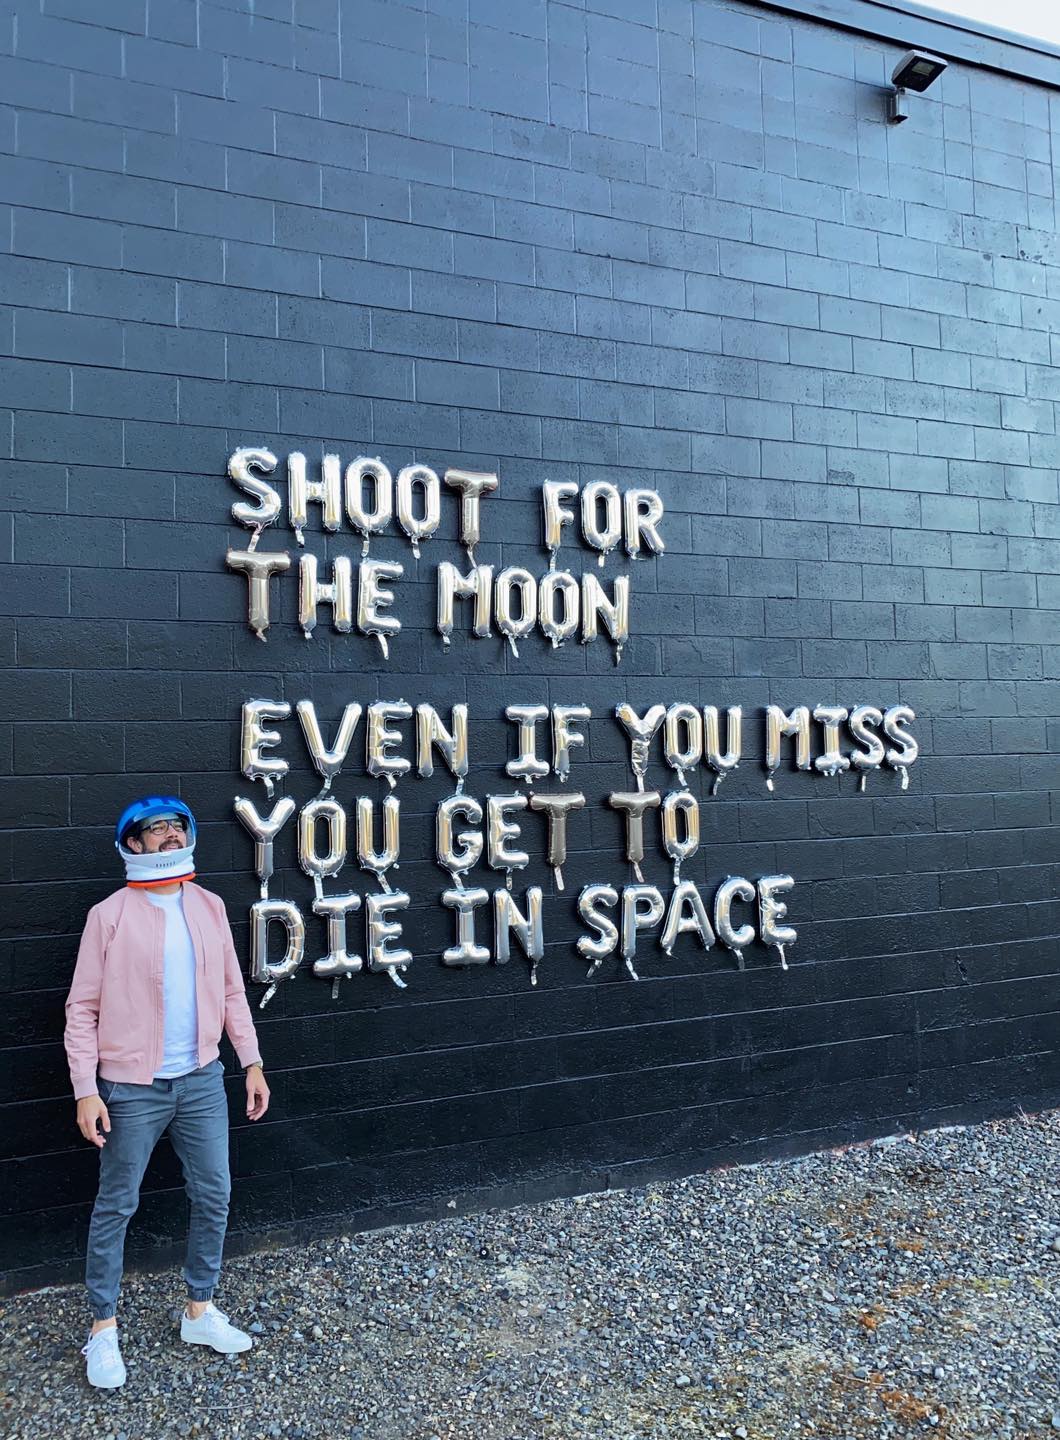 SHOOT FOR
THE MOON
EVEN IF YOU MISS
YOU GET TO
DIE IN SPACE